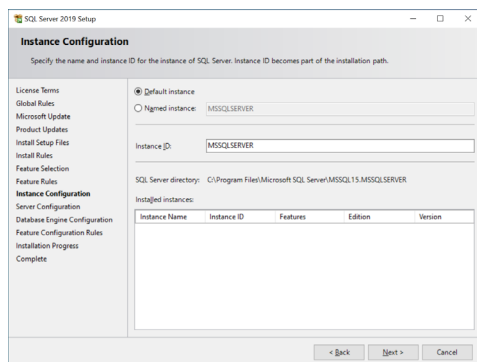 SQL Server 2019 Setup
Instance Configuration
Specify the name and instance ID for the instance of SQL Server. Instance ID becomes part of the installation path.
License Terms
Global Rules
Microsoft Update
Product Updates
Install Setup Files
Install Rules
Feature Selection
Feature Rules
Instance Configuration
Server Configuration
Database Engine Configuration
Feature Configuration Rules
Installation Progress
Complete
Default instance
Named instance: MSSQLSERVER
Instance ID: MSSQLSERVER
SQL Server directory: C:\Program Files\Microsoft SQL Server\MSSQL15.MSSQLSERVER
Installed instances:
Instance Name Instance ID Features Edition Version
< Back Next > Cancel